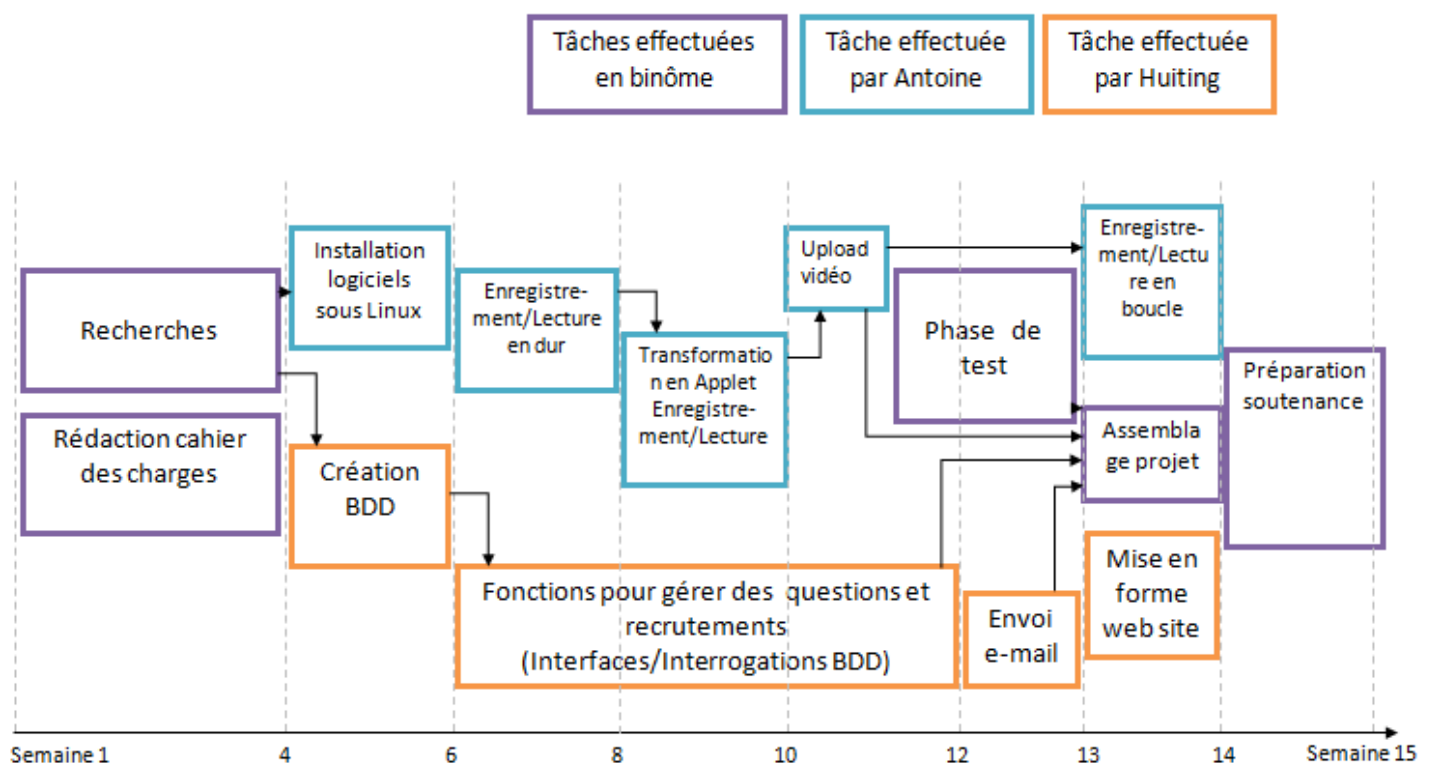 Tâches effectuées
en binôme
Tâche effectuée
par Antoine
Tâche effectuée
par Huiting
Recherches
Rédaction cahier
des charges
Installation
logiciels
sous Linux
Création
BDD
Enregistre-
ment/Lecture
en dur
Transformatio
n en Applet
Enregistre-
ment/Lecture
Upload
vidéo
Phase de
test
Enregistre-
ment/Lectu
re en
boucle
Assembla
ge projet
Préparation
soutenance
Fonctions pour gérer des questions et
recrutements
(Interfaces/Interrogations BDD)
Envoi
e-mail
Mise en
forme
web site
Semaine 1
4
6
8
10
12
13
14
Semaine 15